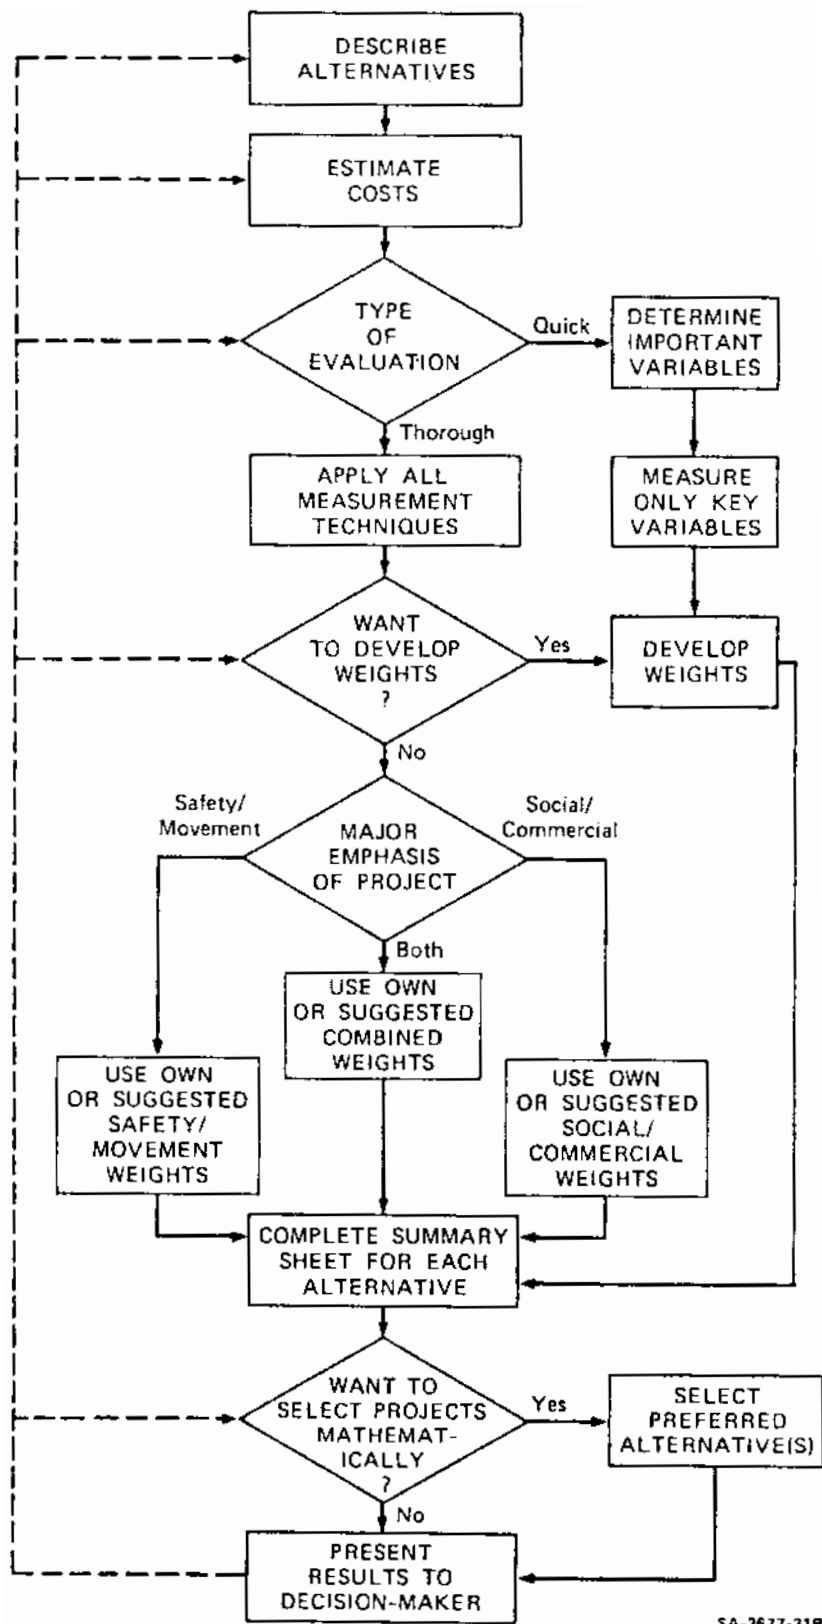 DESCRIBE
ALTERNATIVES
ESTIMATE
COSTS
TYPE
OF
EVALUATION
Quick
DETERMINE
IMPORTANT
VARIABLES
Thorough
APPLY ALL
MEASUREMENT
TECHNIQUES
MEASURE
ONLY KEY
VARIABLES
WANT
TO DEVELOP
WEIGHTS
?
Yes
DEVELOP
WEIGHTS
No
Safety/
Movement
MAJOR
EMPHASIS
OF PROJECT
Social/
Commercial
Both
USE OWN
OR SUGGESTED
COMBINED
WEIGHTS
USE OWN
OR SUGGESTED
SAFETY/
MOVEMENT
WEIGHTS
USE OWN
OR SUGGESTED
SOCIAL/
COMMERCIAL
WEIGHTS
COMPLETE SUMMARY
SHEET FOR EACH
ALTERNATIVE
WANT TO
SELECT PROJECTS
MATHEMAT-
ICALLY
?
Yes
SELECT
PREFERRED
ALTERNATIVE(S)
No
PRESENT
RESULTS TO
DECISION-MAKER